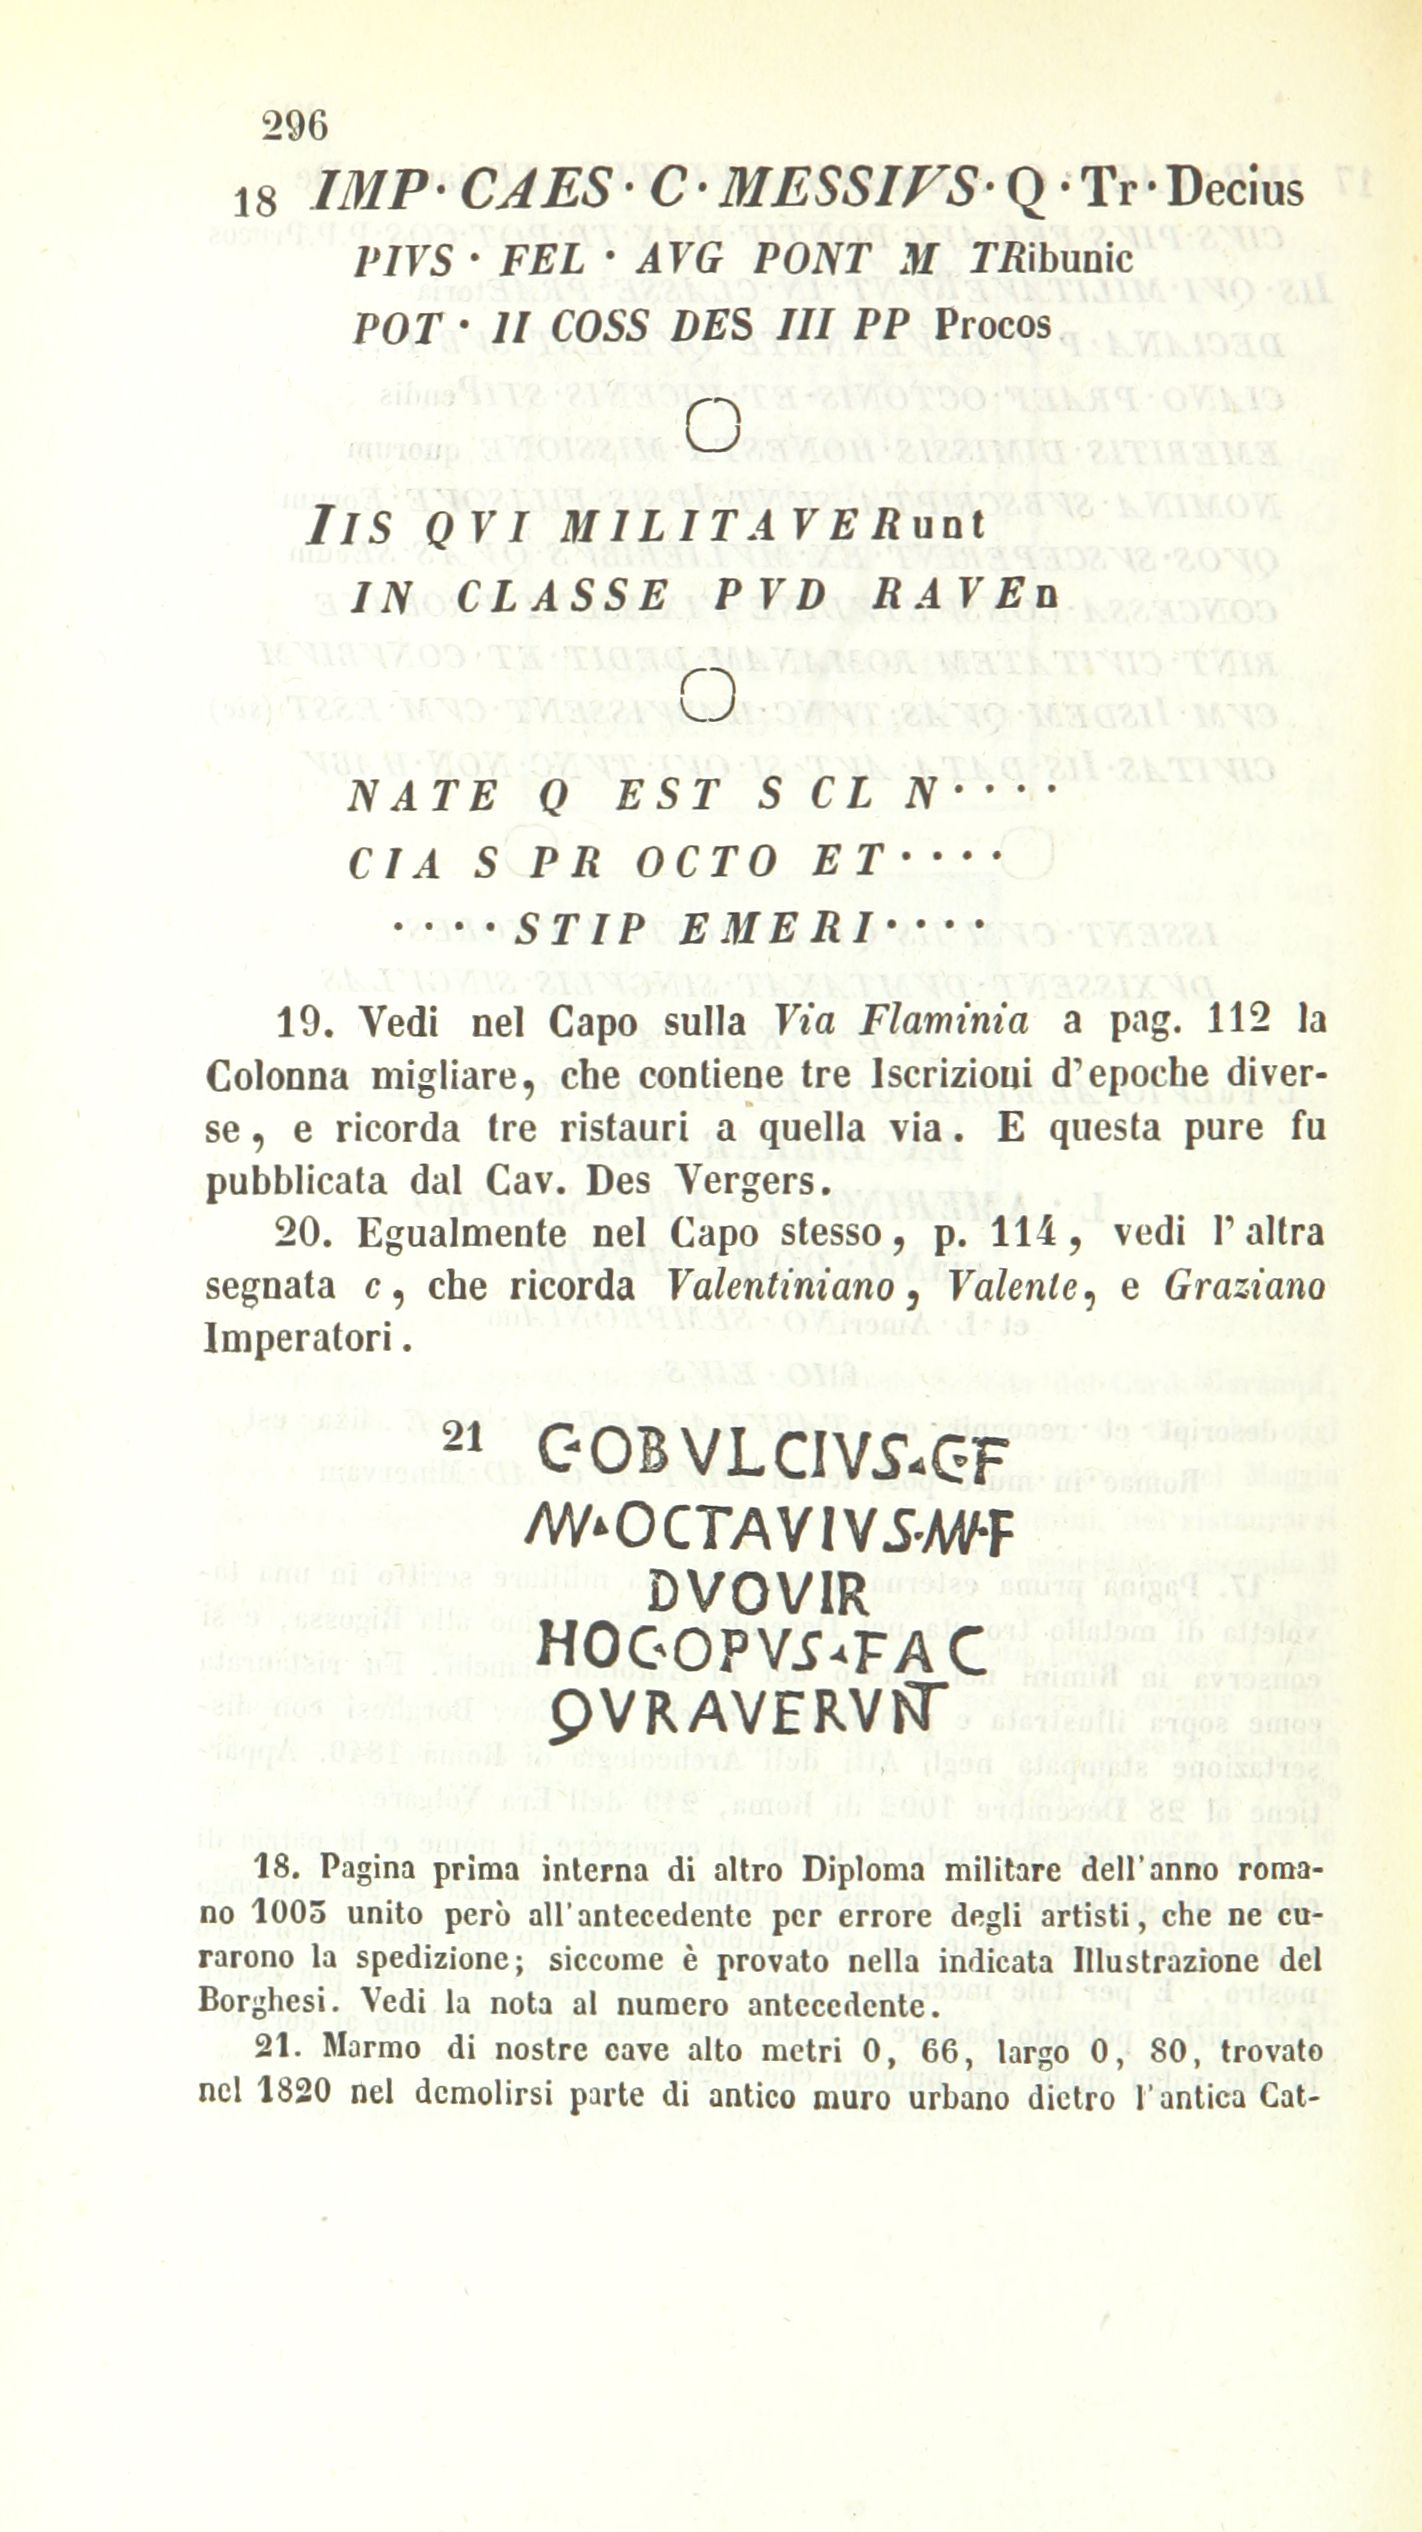 296
18 IMP · CAES · C · MESSIVS · Q · Tr · Decius
PIVS · FEL · AVG PONT M TRibunic
POT · II COSS DES III PP Procos
IIS QVI MILITAVERunt
IN CLASSE PVD RAVEn
NATE Q EST S CL N · · · ·
CIA S PR OCTO ET · · · ·
· · · · STIP EMERI · · · ·
19. Vedi nel Capo sulla Via Flaminia a pag. 112 la
Colonna migliare, che contiene tre Iscrizioni d'epoche diver-
se, e ricorda tre ristauri a quella via. E questa pure fu
pubblicata dal Cav. Des Vergers.
20. Egualmente nel Capo stesso, p. 114, vedi l'altra
segnata c, che ricorda Valentiniano, Valente, e Graziano
Imperatori.
21 C·OBVLCIVS·C·F
M·OCTAVIVS·M·F
DVOVIR
HOC·OPVS·FAC
QVRAVERVNT
18. Pagina prima interna di altro Diploma militare dell'anno roma-
no 1003 unito però all'antecedente per errore degli artisti, che ne cu-
rarono la spedizione; siccome è provato nella indicata Illustrazione del
Borghesi. Vedi la nota al numero antecedente.
21. Marmo di nostre cave alto metri 0, 66, largo 0, 80, trovato
nel 1820 nel demolirsi parte di antico muro urbano dietro l'antica Cat-